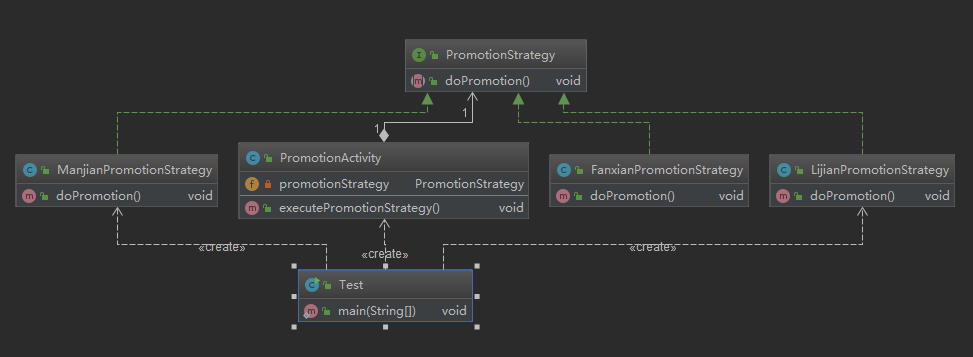 PromotionStrategy
doPromotion() void
1
1
ManjianPromotionStrategy
doPromotion() void
PromotionActivity
promotionStrategy PromotionStrategy
executePromotionStrategy() void
FanxianPromotionStrategy
doPromotion() void
LijianPromotionStrategy
doPromotion() void
«create»
«create»
«create»
Test
main(String[]) void